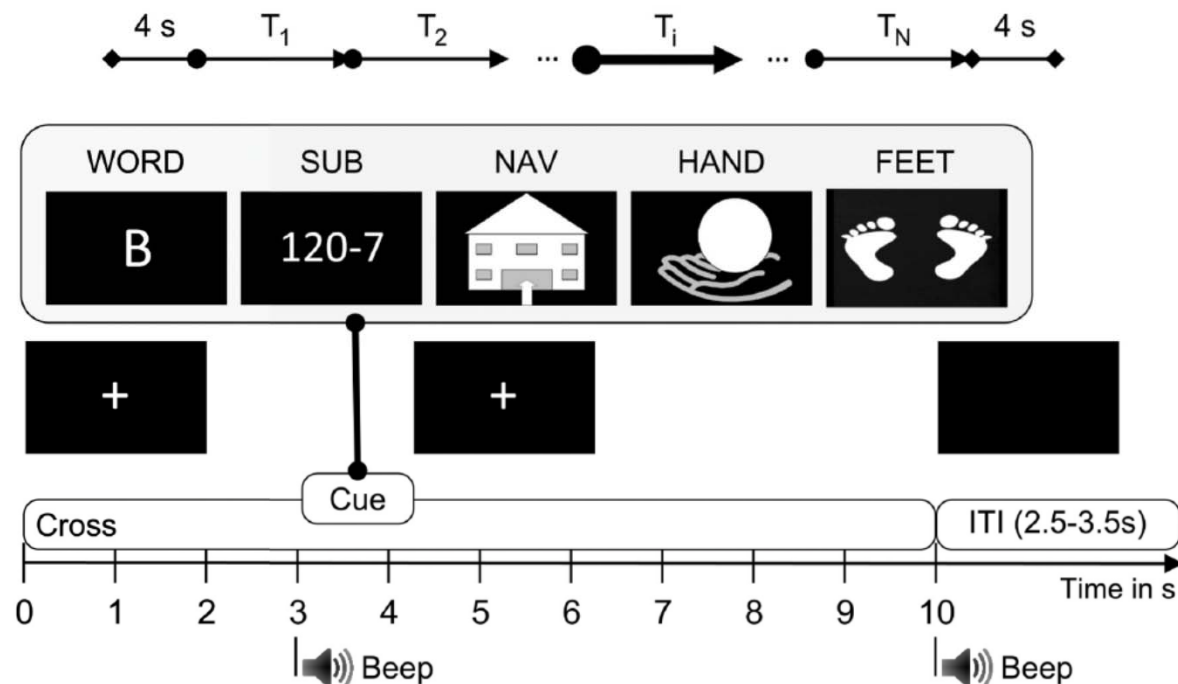 4 s T₁ T₂ ... Tᵢ ... T_N 4 s
WORD SUB NAV HAND FEET
B 120-7
+ +
Cue
Cross ITI (2.5-3.5s)
Time in s
0 1 2 3 4 5 6 7 8 9 10
Beep Beep